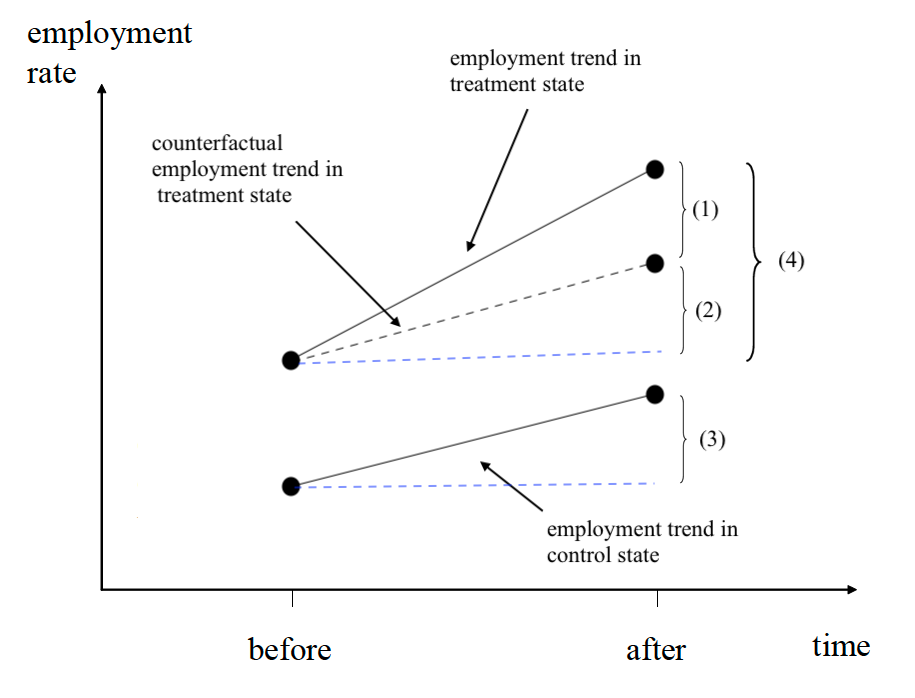 employment
rate
employment trend in
treatment state
counterfactual
employment trend in
treatment state
(1)
(4)
(2)
(3)
employment trend in
control state
before
after
time